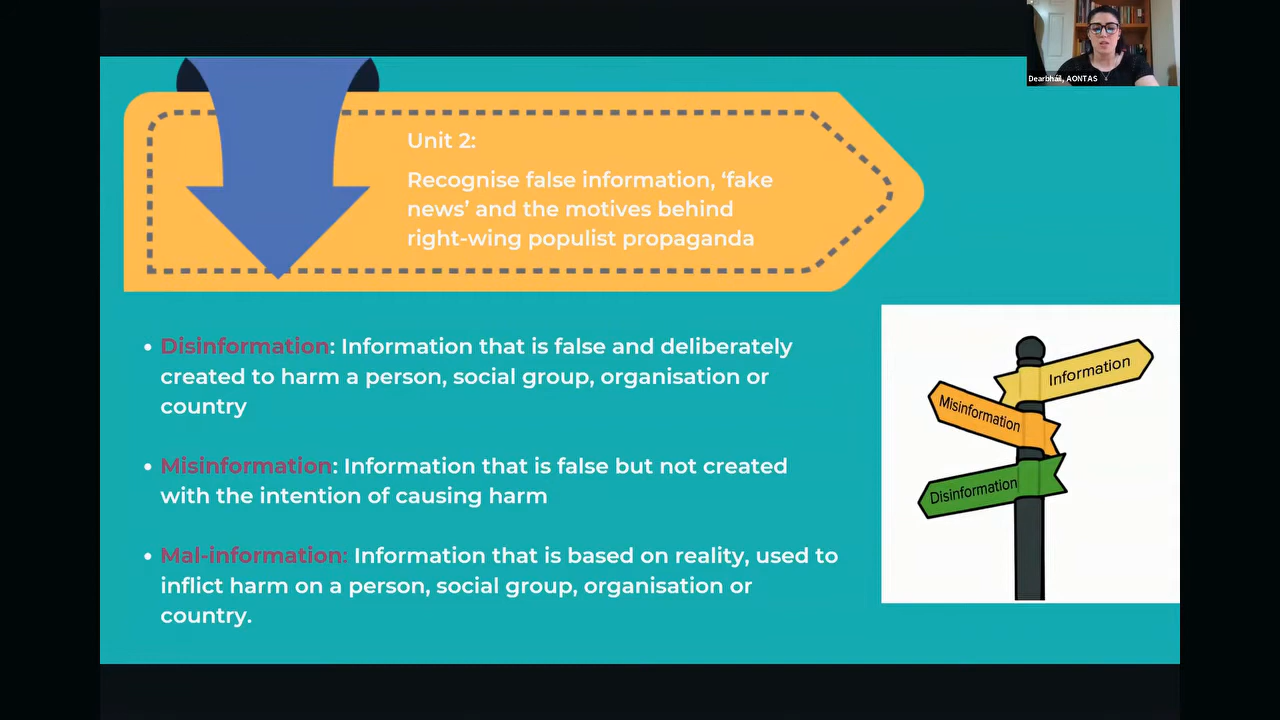 Dearbháil, AONTAS
Unit 2:
Recognise false information, ‘fake
news’ and the motives behind
right-wing populist propaganda
• Disinformation: Information that is false and deliberately
created to harm a person, social group, organisation or
country
• Misinformation: Information that is false but not created
with the intention of causing harm
• Mal-information: Information that is based on reality, used to
inflict harm on a person, social group, organisation or
country.
Information
Misinformation
Disinformation